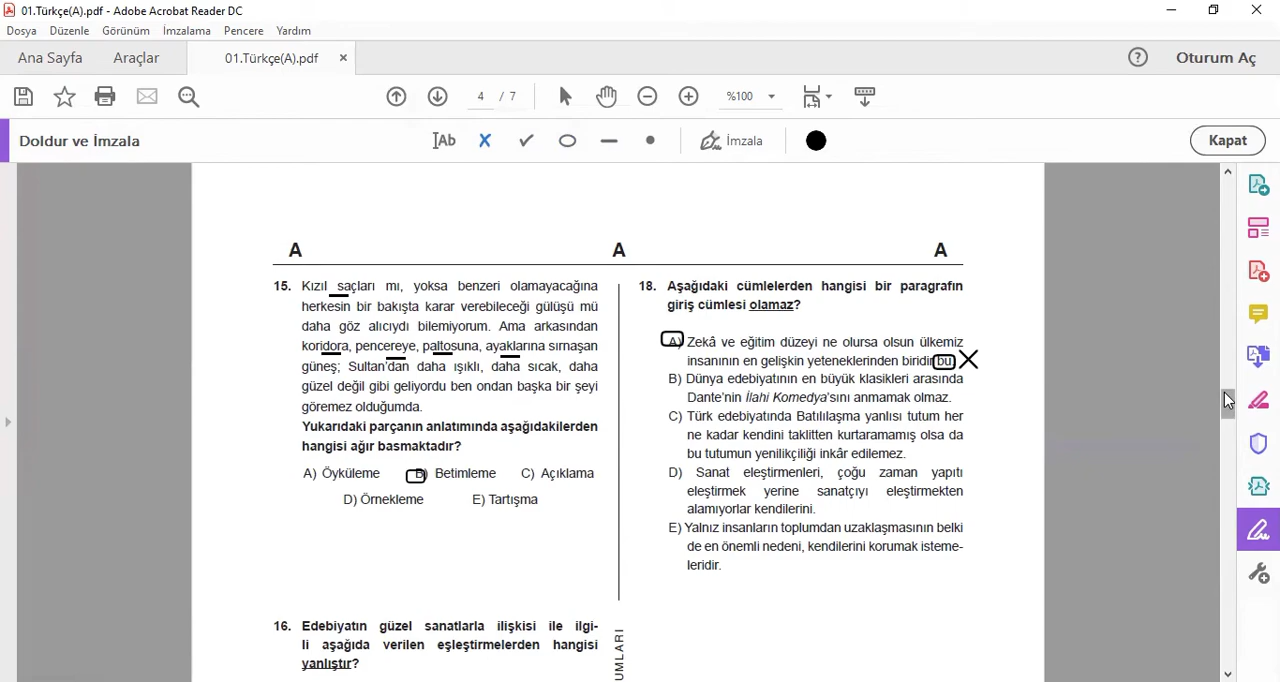 01.Türkçe(A).pdf - Adobe Acrobat Reader DC
Dosya Düzenle Görünüm İmzalama Pencere Yardım
Ana Sayfa Araçlar 01.Türkçe(A).pdf Oturum Aç
4 / 7 %100
Doldur ve İmzala Ab İmzala Kapat
A A A
15. Kızıl saçları mı, yoksa benzeri olamayacağına
herkesin bir bakışta karar verebileceği gülüşü mü
daha göz alıcıydı bilemiyorum. Ama arkasından
koridora, pencereye, paltosuna, ayaklarına sırnaşan
güneş; Sultan'dan daha ışıklı, daha sıcak, daha
güzel değil gibi geliyordu ben ondan başka bir şeyi
göremez olduğumda.
Yukarıdaki parçanın anlatımında aşağıdakilerden
hangisi ağır basmaktadır?
A) Öyküleme B) Betimleme C) Açıklama
D) Örnekleme E) Tartışma
16. Edebiyatın güzel sanatlarla ilişkisi ile ilgi-
li aşağıda verilen eşleştirmelerden hangisi
yanlıştır?
UMLARI
18. Aşağıdaki cümlelerden hangisi bir paragrafın
giriş cümlesi olamaz?
A) Zekâ ve eğitim düzeyi ne olursa olsun ülkemiz
insanının en gelişkin yeteneklerinden biridir bu.
B) Dünya edebiyatının en büyük klasikleri arasında
Dante'nin İlahi Komedya'sını anmamak olmaz.
C) Türk edebiyatında Batılılaşma yanlısı tutum her
ne kadar kendini taklitten kurtaramamış olsa da
bu tutumun yenilikçiliği inkâr edilemez.
D) Sanat eleştirmenleri, çoğu zaman yapıtı
eleştirmek yerine sanatçıyı eleştirmekten
alamıyorlar kendilerini.
E) Yalnız insanların toplumdan uzaklaşmasının belki
de en önemli nedeni, kendilerini korumak isteme-
leridir.